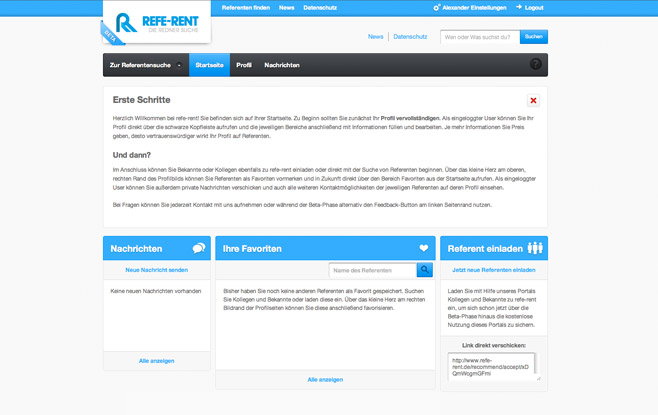 Referenten finden News Datenschutz Alexander Einstellungen Logout
REFE-RENT
DIE REDNER SUCHE
BETA
News Datenschutz Wen oder Was suchst du? Suchen
Zur Referentensuche Startseite Profil Nachrichten ?
Erste Schritte
Herzlich Willkommen bei refe-rent! Sie befinden sich auf Ihrer Startseite. Zu Beginn sollten Sie zunächst Ihr Profil vervollständigen. Als eingeloggter User können Sie Ihr
Profil direkt über die schwarze Kopfleiste aufrufen und die jeweiligen Bereiche anschließend mit Informationen füllen und bearbeiten. Je mehr Informationen Sie Preis
geben, desto vertrauenswürdiger wirkt Ihr Profil auf Referenten.
Und dann?
Im Anschluss können Sie Bekannte oder Kollegen ebenfalls zu refe-rent einladen oder direkt mit der Suche von Referenten beginnen. Über das kleine Herz am oberen,
rechten Rand des Profilbilds können Sie Referenten als Favoriten vormerken und in Zukunft direkt über den Bereich Favoriten aus der Startseite aufrufen. Als eingeloggter
User können Sie außerdem private Nachrichten verschicken und auch alle weiteren Kontaktmöglichkeiten der jeweiligen Referenten auf deren Profil einsehen.
Bei Fragen können Sie jederzeit Kontakt mit uns aufnehmen oder während der Beta-Phase alternativ den Feedback-Button am linken Seitenrand nutzen.
Nachrichten
Neue Nachricht senden
Keine neuen Nachrichten vorhanden
Alle anzeigen
Ihre Favoriten
Name des Referenten
Bisher haben Sie noch keine anderen Referenten als Favorit gespeichert. Suchen
Sie Kollegen und Bekannte oder laden diese ein. Über das kleine Herz am rechten
Bildrand der Profilseiten können Sie diese anschließend favorisieren.
Alle anzeigen
Referent einladen
Jetzt neue Referenten einladen
Laden Sie mit Hilfe unseres Portals
Kollegen und Bekannte zu refe-rent
ein, um sich schon jetzt über die
Beta-Phase hinaus die kostenlose
Nutzung dieses Portals zu sichern.
Link direkt verschicken:
http://www.refe-
rent.de/recommend/accept/xD
QmWcgmGFmi